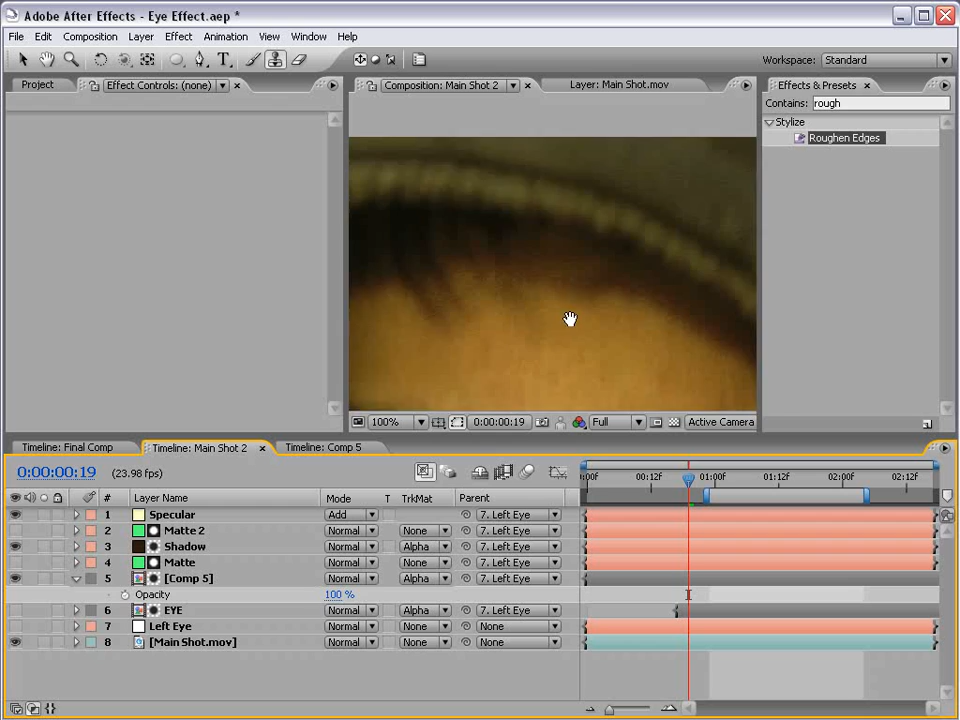 Adobe After Effects - Eye Effect.aep *
File Edit Composition Layer Effect Animation View Window Help
Workspace: Standard
Project Effect Controls: (none) Composition: Main Shot 2 Layer: Main Shot.mov Effects & Presets
Contains: rough
Stylize
Roughen Edges
100% 0:00:00:19 Full Active Camera
Timeline: Final Comp Timeline: Main Shot 2 Timeline: Comp 5
0:00:00:19 (23.98 fps)
:00f 00:12f 01:00f 01:12f 02:00f 02:12f
# Layer Name Mode T TrkMat Parent
1 Specular Add 7. Left Eye
2 Matte 2 Normal None 7. Left Eye
3 Shadow Normal Alpha 7. Left Eye
4 Matte Normal None 7. Left Eye
5 [Comp 5] Normal Alpha 7. Left Eye
Opacity 100 %
6 EYE Normal Alpha 7. Left Eye
7 Left Eye Normal None None
8 [Main Shot.mov] Normal None None